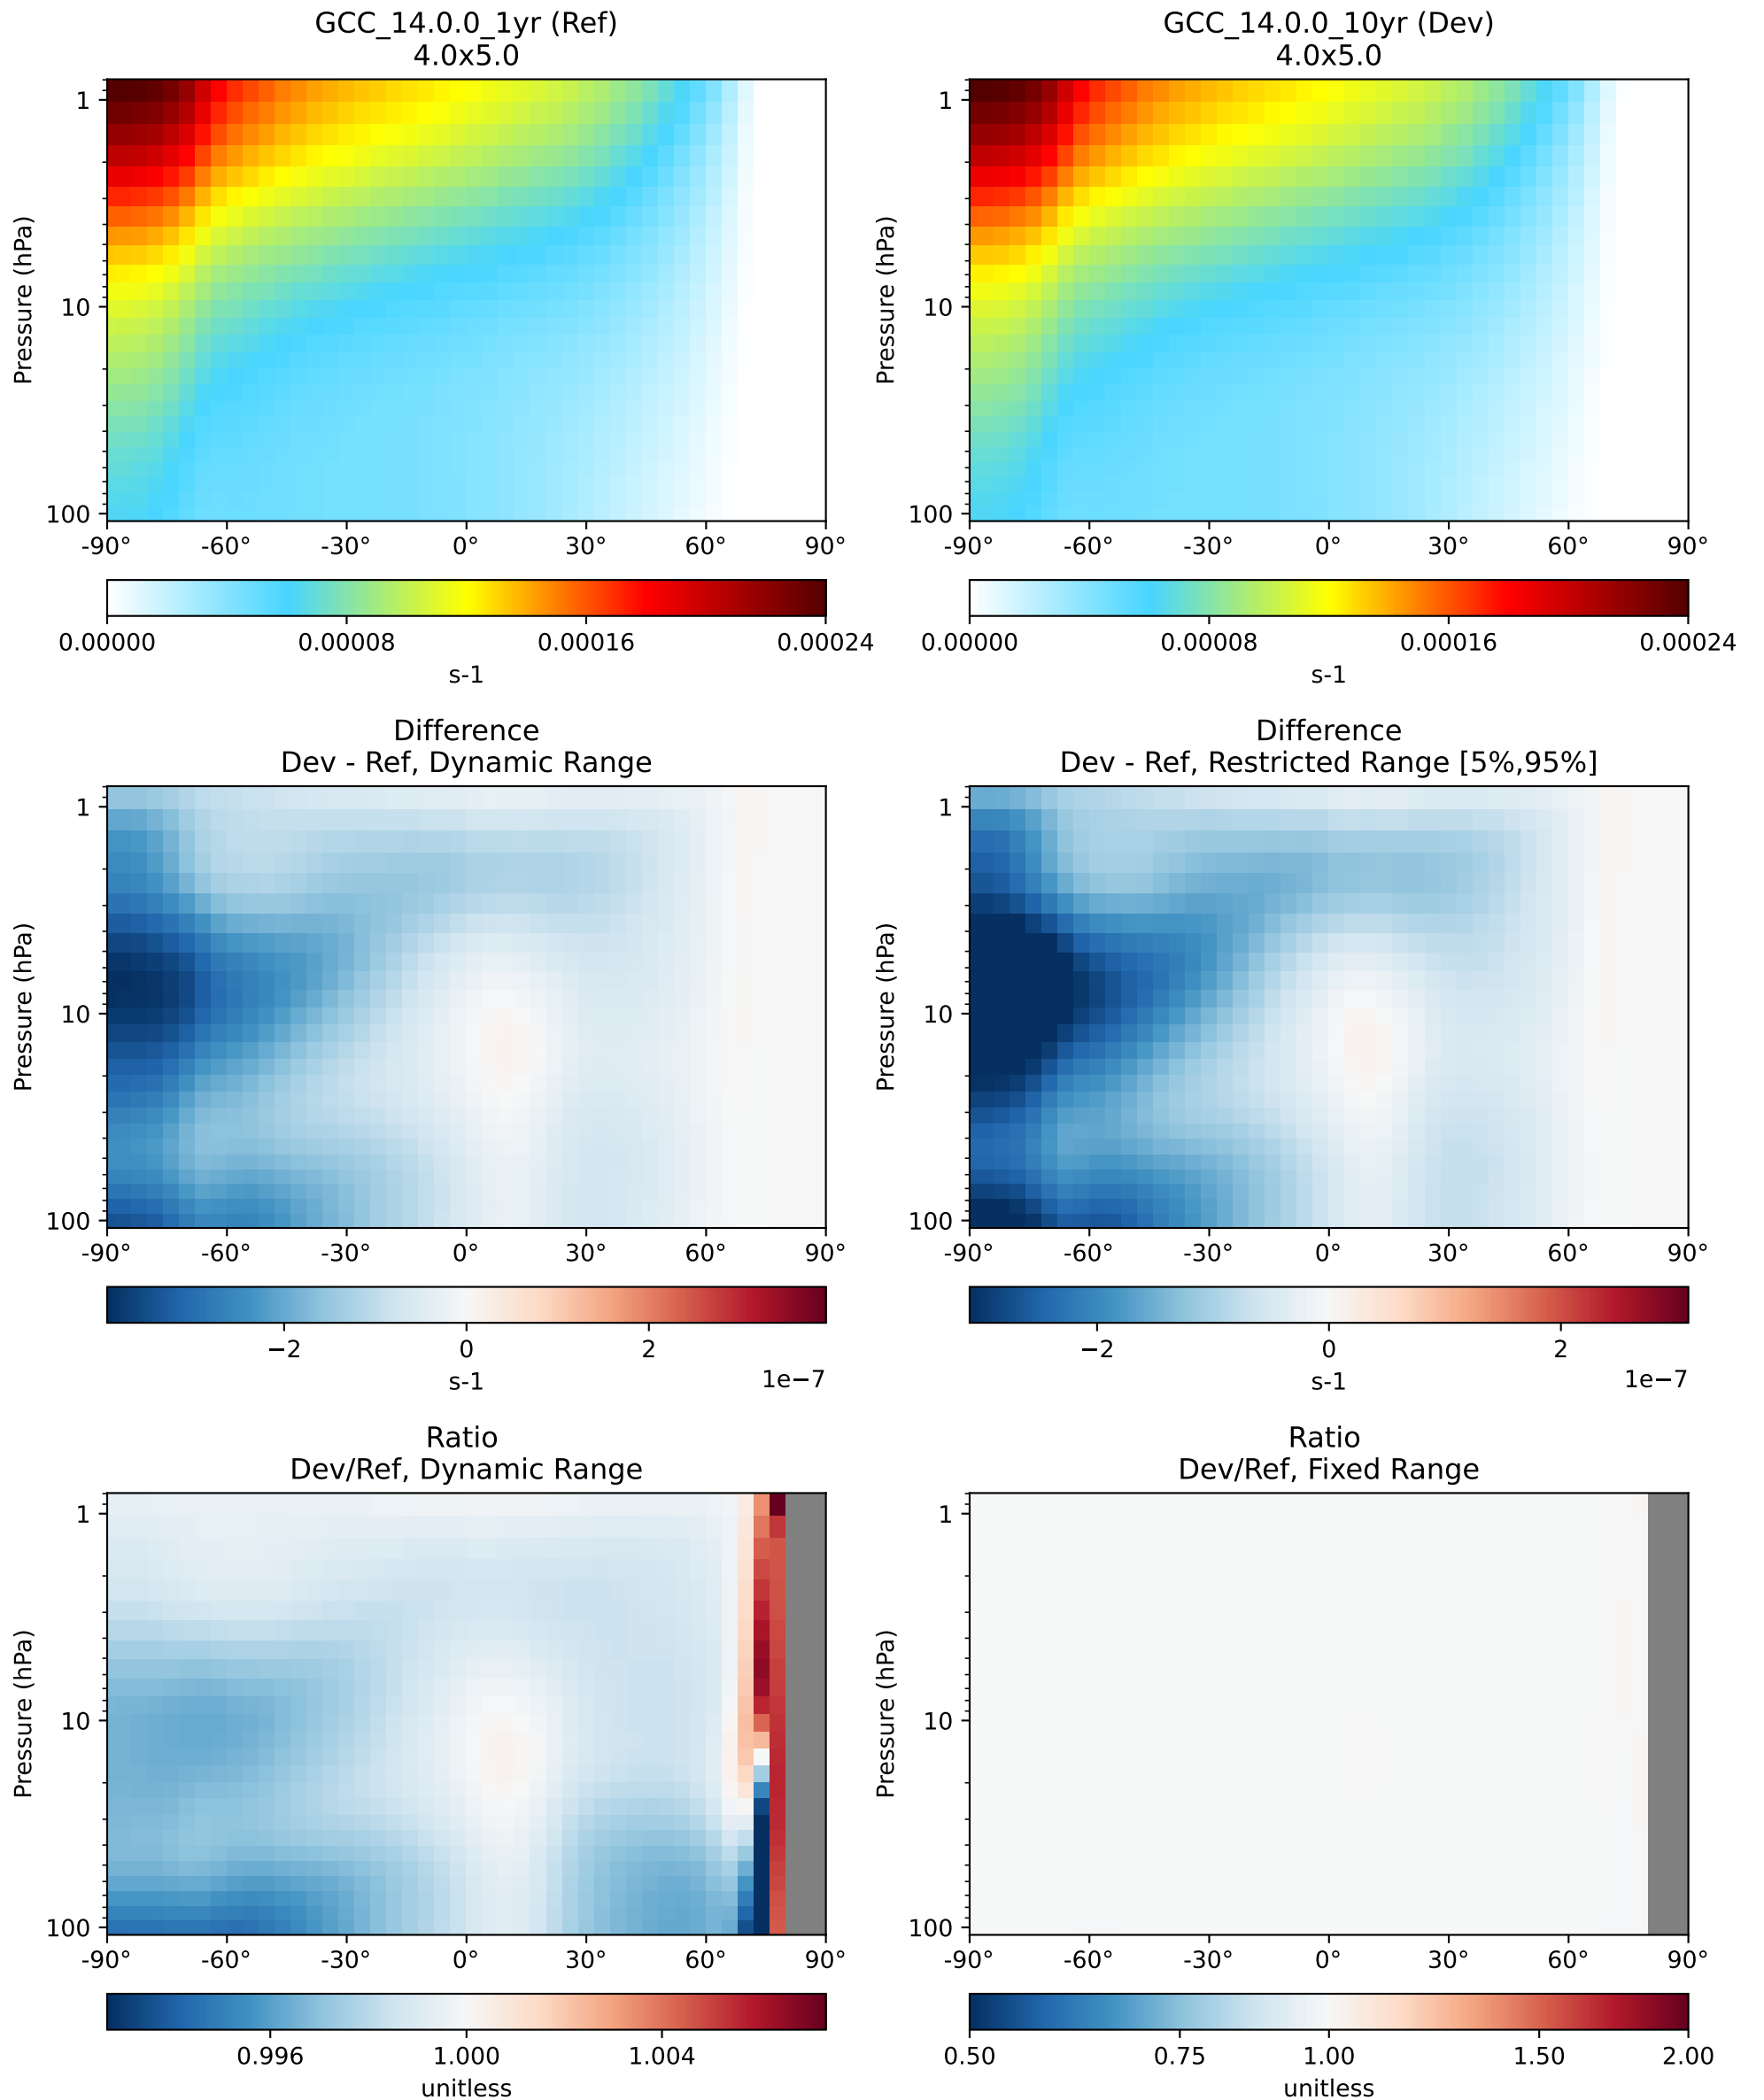 GCC_14.0.0_1yr (Ref)
4.0x5.0
GCC_14.0.0_10yr (Dev)
4.0x5.0
Pressure (hPa)
1
10
100
-90° -60° -30° 0° 30° 60° 90°
Pressure (hPa)
1
10
100
-90° -60° -30° 0° 30° 60° 90°
0.00000 0.00008 0.00016 0.00024
s-1
0.00000 0.00008 0.00016 0.00024
s-1
Difference
Dev - Ref, Dynamic Range
Difference
Dev - Ref, Restricted Range [5%,95%]
Pressure (hPa)
1
10
100
-90° -60° -30° 0° 30° 60° 90°
Pressure (hPa)
1
10
100
-90° -60° -30° 0° 30° 60° 90°
−2 0 2
s-1 1e−7
−2 0 2
s-1 1e−7
Ratio
Dev/Ref, Dynamic Range
Ratio
Dev/Ref, Fixed Range
Pressure (hPa)
1
10
100
-90° -60° -30° 0° 30° 60° 90°
Pressure (hPa)
1
10
100
-90° -60° -30° 0° 30° 60° 90°
0.996 1.000 1.004
unitless
0.50 0.75 1.00 1.50 2.00
unitless